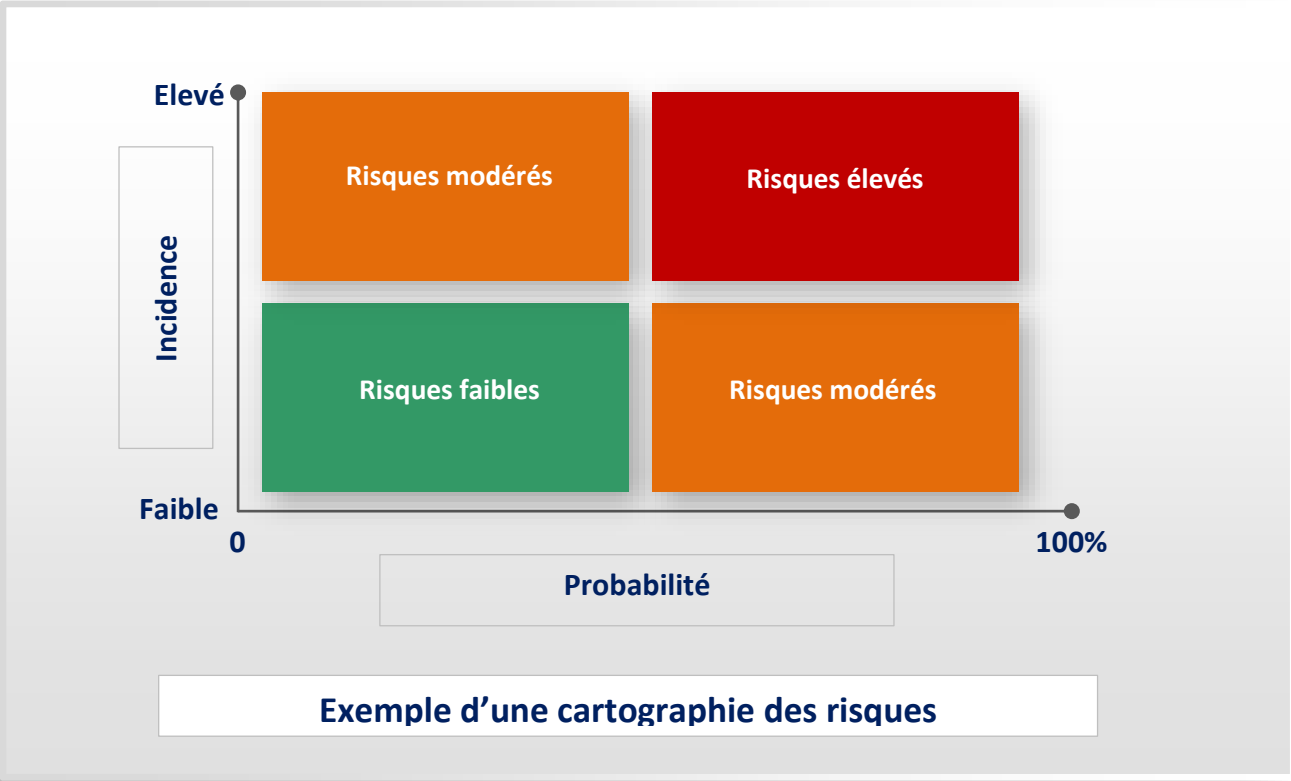 Elevé
Risques modérés
Risques élevés
Incidence
Risques faibles
Risques modérés
Faible
0
100%
Probabilité
Exemple d’une cartographie des risques